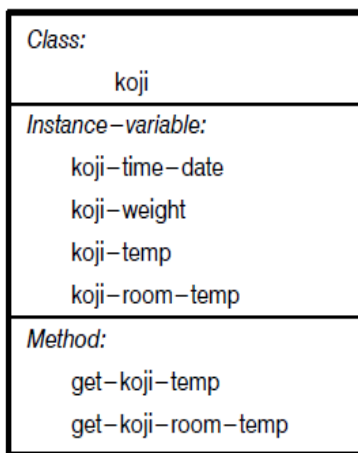 Class:
koji
Instance-variable:
koji-time-date
koji-weight
koji-temp
koji-room-temp
Method:
get-koji-temp
get-koji-room-temp